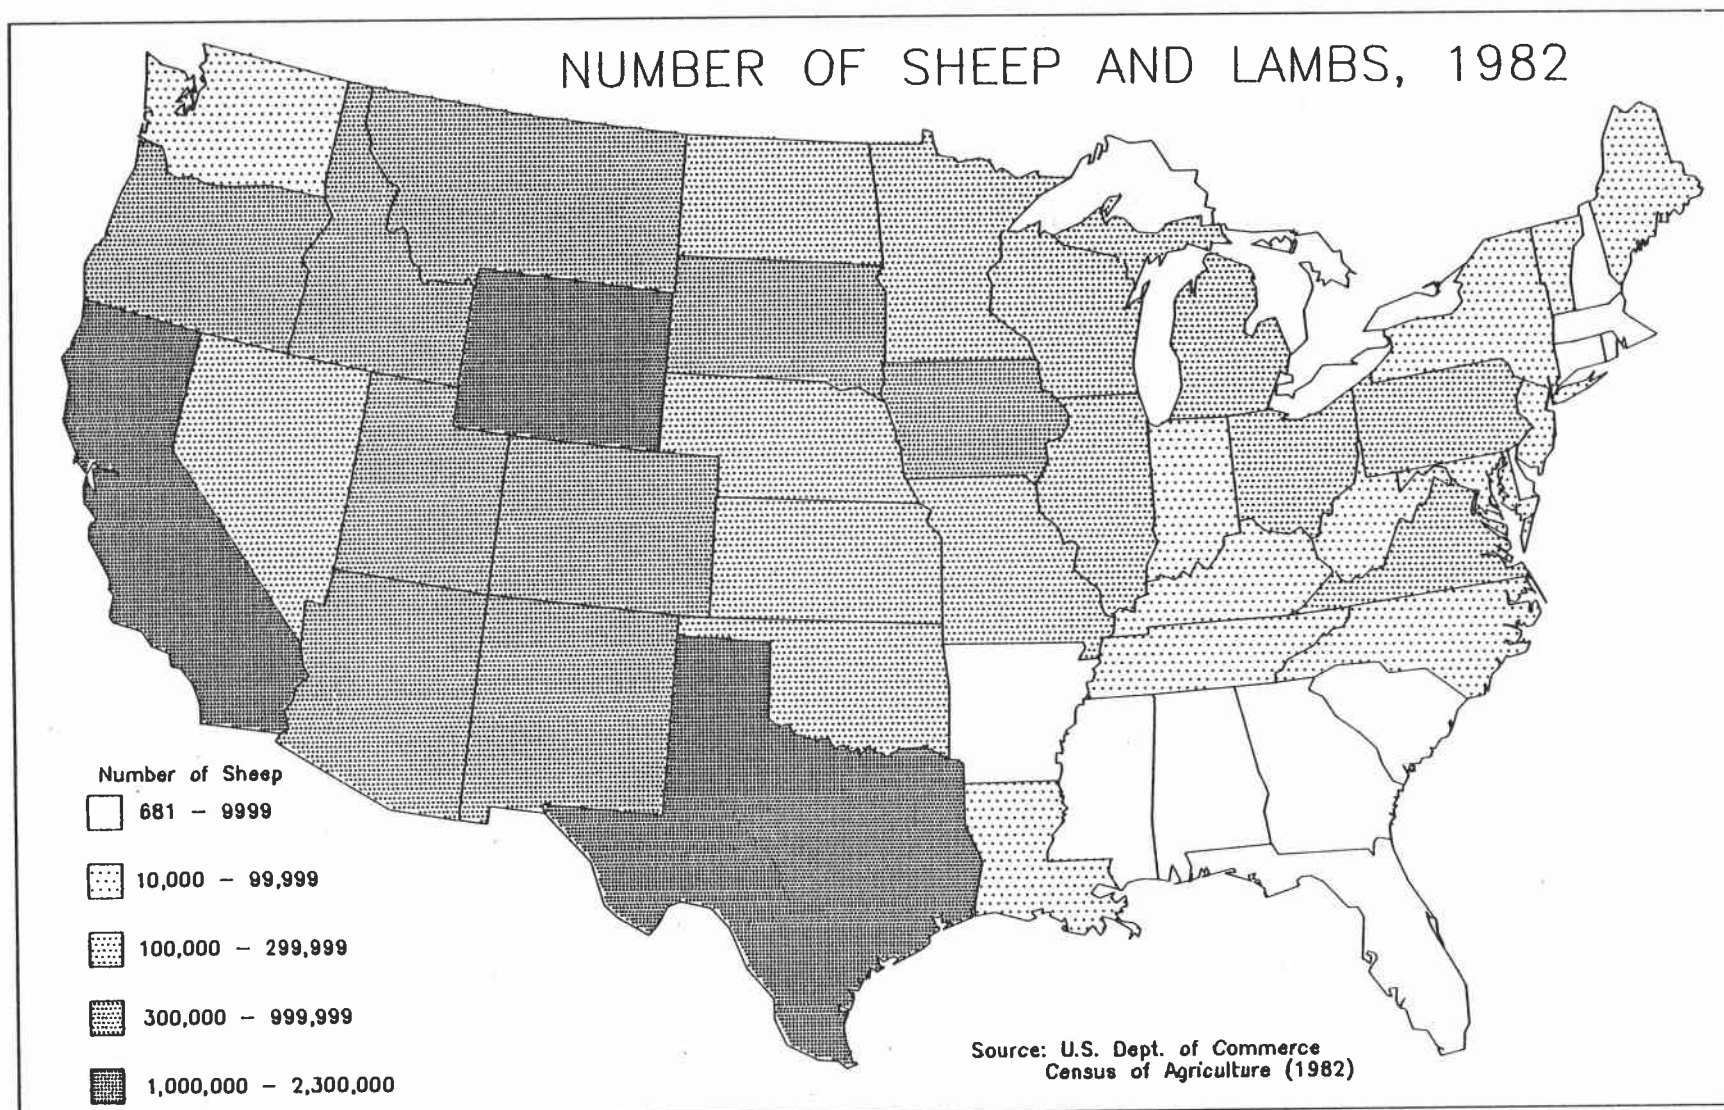 NUMBER OF SHEEP AND LAMBS, 1982
Number of Sheep
681 – 9999
10,000 – 99,999
100,000 – 299,999
300,000 – 999,999
1,000,000 – 2,300,000
Source: U.S. Dept. of Commerce
Census of Agriculture (1982)